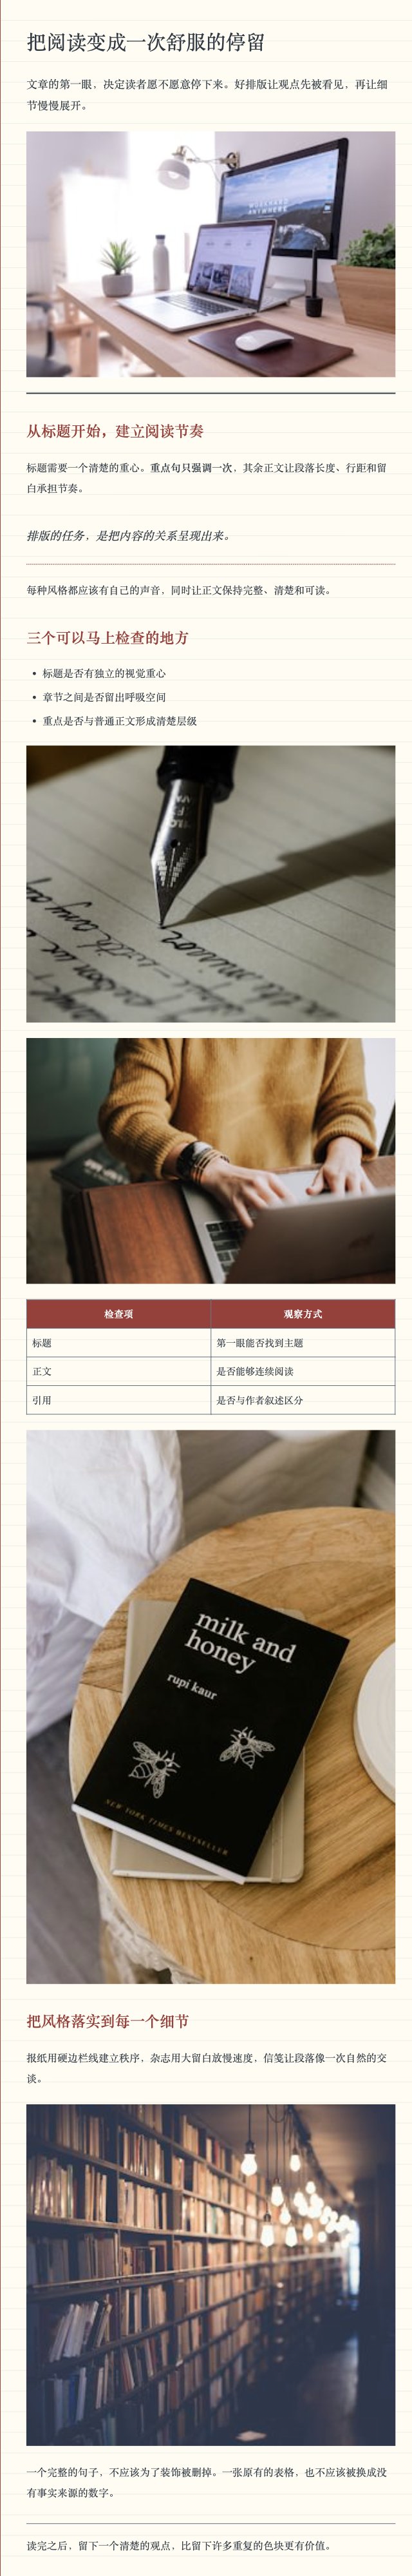 把阅读变成一次舒服的停留
文章的第一眼，决定读者愿不愿意停下来。好排版让观点先被看见，再让细
节慢慢展开。
从标题开始，建立阅读节奏
标题需要一个清楚的重心。重点句只强调一次，其余正文让段落长度、行距和留
白承担节奏。
排版的任务，是把内容的关系呈现出来。
每种风格都应该有自己的声音，同时让正文保持完整、清楚和可读。
三个可以马上检查的地方
• 标题是否有独立的视觉重心
• 章节之间是否留出呼吸空间
• 重点是否与普通正文形成清楚层级
检查项 观察方式
标题 第一眼能否找到主题
正文 是否能够连续阅读
引用 是否与作者叙述区分
milk and
honey
rupi kaur
NEW YORK TIMES BESTSELLER
把风格落实到每一个细节
报纸用硬边栏线建立秩序，杂志用大留白放慢速度，信笺让段落像一次自然的交
谈。
一个完整的句子，不应该为了装饰被删掉。一张原有的表格，也不应该被换成没
有事实来源的数字。
读完之后，留下一个清楚的观点，比留下许多重复的色块更有价值。